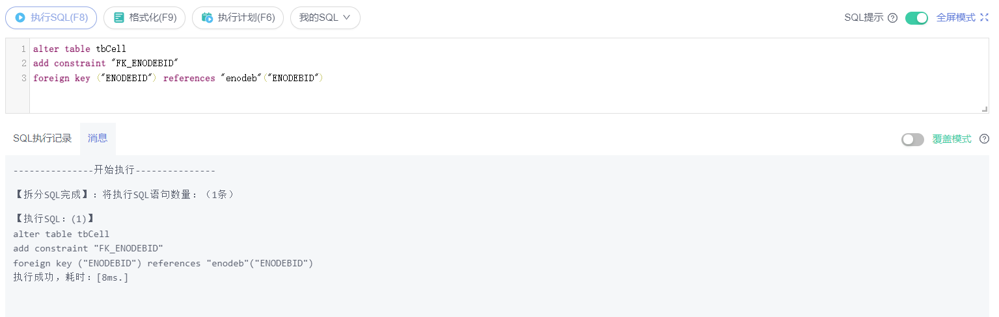 执行SQL(F8) 格式化(F9) 执行计划(F6) 我的SQL SQL提示 全屏模式
1 alter table tbCell
2 add constraint "FK_ENODEBID"
3 foreign key ("ENODEBID") references "enodeb"("ENODEBID")
SQL执行记录 消息 覆盖模式
---------------开始执行---------------
【拆分SQL完成】：将执行SQL语句数量：（1条）
【执行SQL：(1)】
alter table tbCell
add constraint "FK_ENODEBID"
foreign key ("ENODEBID") references "enodeb"("ENODEBID")
执行成功，耗时：[8ms.]